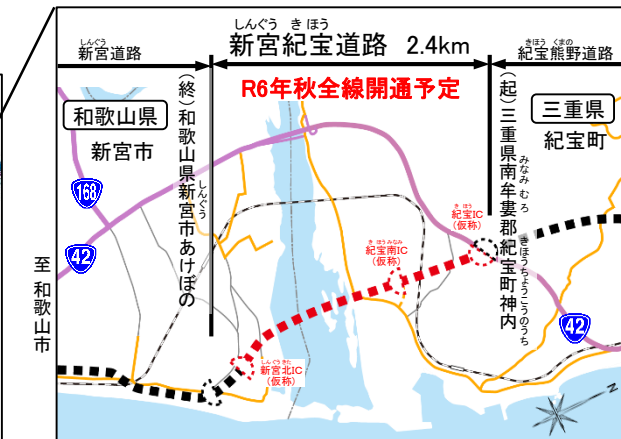 しんぐう きほう
新宮紀宝道路 2.4km
しんぐう
新宮道路
きほう くまの
紀宝熊野道路
R6年秋全線開通予定
和歌山県
新宮市
(終)和歌山県新宮市あけぼの
しんぐう
三重県
紀宝町
(起)三重県南牟婁郡紀宝町神内
みなみ むろ
きほうちょうこうのうち
168
42
至 和歌山市
きほう
紀宝IC
(仮称)
きほうみなみ
紀宝南IC
(仮称)
しんぐうきた
新宮北IC
(仮称)
42
N